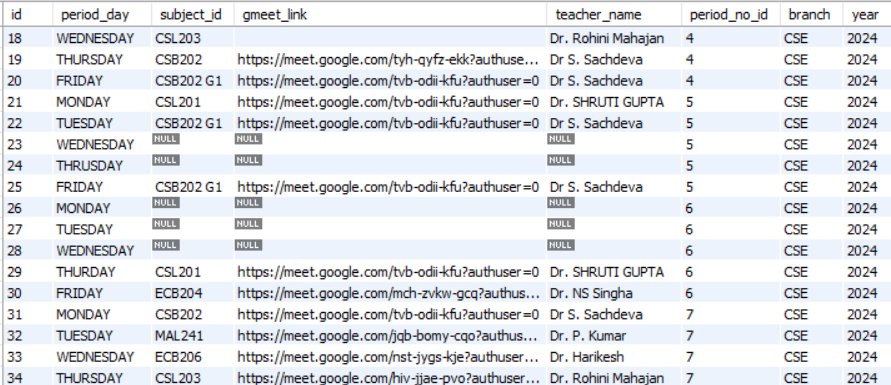 id period_day subject_id gmeet_link teacher_name period_no_id branch year
18 WEDNESDAY CSL203 Dr. Rohini Mahajan 4 CSE 2024
19 THURSDAY CSB202 https://meet.google.com/tyh-qyfz-ekk?authuse... Dr S. Sachdeva 4 CSE 2024
20 FRIDAY CSB202 G1 https://meet.google.com/tvb-odii-kfu?authuser=0 Dr S. Sachdeva 4 CSE 2024
21 MONDAY CSL201 https://meet.google.com/tvb-odii-kfu?authuser=0 Dr. SHRUTI GUPTA 5 CSE 2024
22 TUESDAY CSB202 G1 https://meet.google.com/tvb-odii-kfu?authuser=0 Dr S. Sachdeva 5 CSE 2024
23 WEDNESDAY NULL NULL NULL 5 CSE 2024
24 THRUSDAY NULL NULL NULL 5 CSE 2024
25 FRIDAY CSB202 G1 https://meet.google.com/tvb-odii-kfu?authuser=0 Dr S. Sachdeva 5 CSE 2024
26 MONDAY NULL NULL NULL 6 CSE 2024
27 TUESDAY NULL NULL NULL 6 CSE 2024
28 WEDNESDAY NULL NULL NULL 6 CSE 2024
29 THURDAY CSL201 https://meet.google.com/tvb-odii-kfu?authuser=0 Dr. SHRUTI GUPTA 6 CSE 2024
30 FRIDAY ECB204 https://meet.google.com/mch-zvkw-gcq?authus... Dr. NS Singha 6 CSE 2024
31 MONDAY CSB202 https://meet.google.com/tvb-odii-kfu?authuser=0 Dr S. Sachdeva 7 CSE 2024
32 TUESDAY MAL241 https://meet.google.com/jqb-bomy-cqo?authus... Dr. P. Kumar 7 CSE 2024
33 WEDNESDAY ECB206 https://meet.google.com/nst-jygs-kje?authuser... Dr. Harikesh 7 CSE 2024
34 THURSDAY CSL203 https://meet.google.com/hiv-jjae-pvo?authuser... Dr. Rohini Mahajan 7 CSE 2024